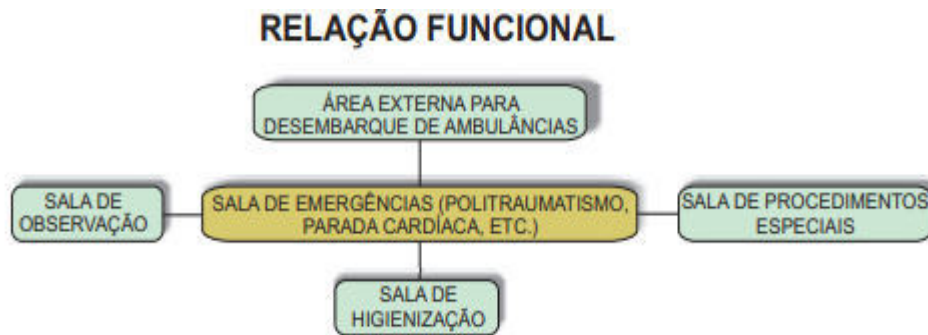 RELAÇÃO FUNCIONAL
ÁREA EXTERNA PARA
DESEMBARQUE DE AMBULÂNCIAS
SALA DE
OBSERVAÇÃO
SALA DE EMERGÊNCIAS (POLITRAUMATISMO,
PARADA CARDÍACA, ETC.)
SALA DE PROCEDIMENTOS
ESPECIAIS
SALA DE
HIGIENIZAÇÃO